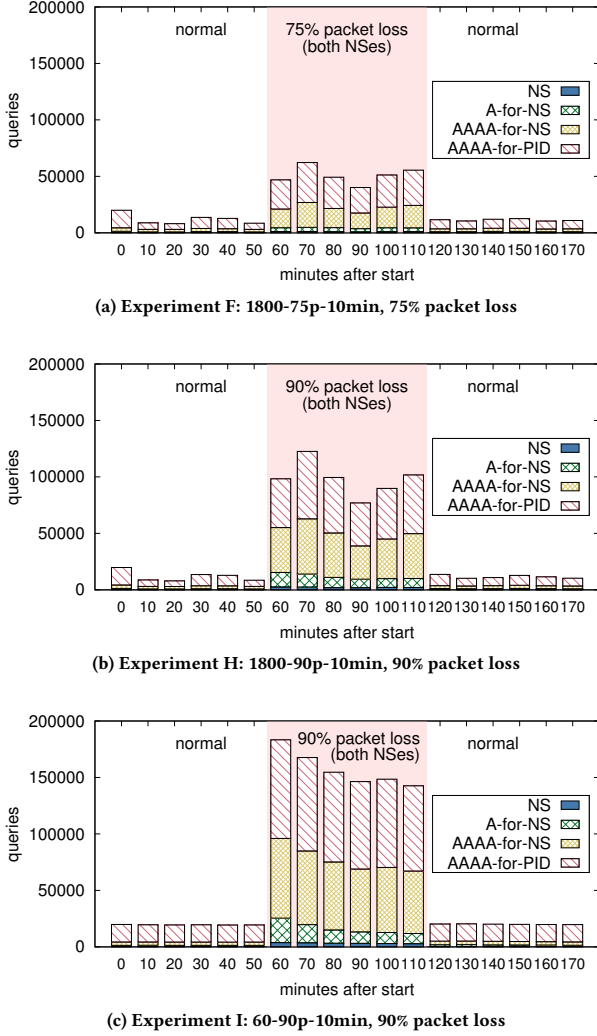 200000
150000
100000
50000
0
queries
normal
75% packet loss
(both NSes)
normal
NS
A-for-NS
AAAA-for-NS
AAAA-for-PID
0 10 20 30 40 50 60 70 80 90 100 110 120 130 140 150 160 170
minutes after start
(a) Experiment F: 1800-75p-10min, 75% packet loss
200000
150000
100000
50000
0
queries
normal
90% packet loss
(both NSes)
normal
NS
A-for-NS
AAAA-for-NS
AAAA-for-PID
0 10 20 30 40 50 60 70 80 90 100 110 120 130 140 150 160 170
minutes after start
(b) Experiment H: 1800-90p-10min, 90% packet loss
200000
150000
100000
50000
0
queries
normal
90% packet loss
(both NSes)
normal
NS
A-for-NS
AAAA-for-NS
AAAA-for-PID
0 10 20 30 40 50 60 70 80 90 100 110 120 130 140 150 160 170
minutes after start
(c) Experiment I: 60-90p-10min, 90% packet loss